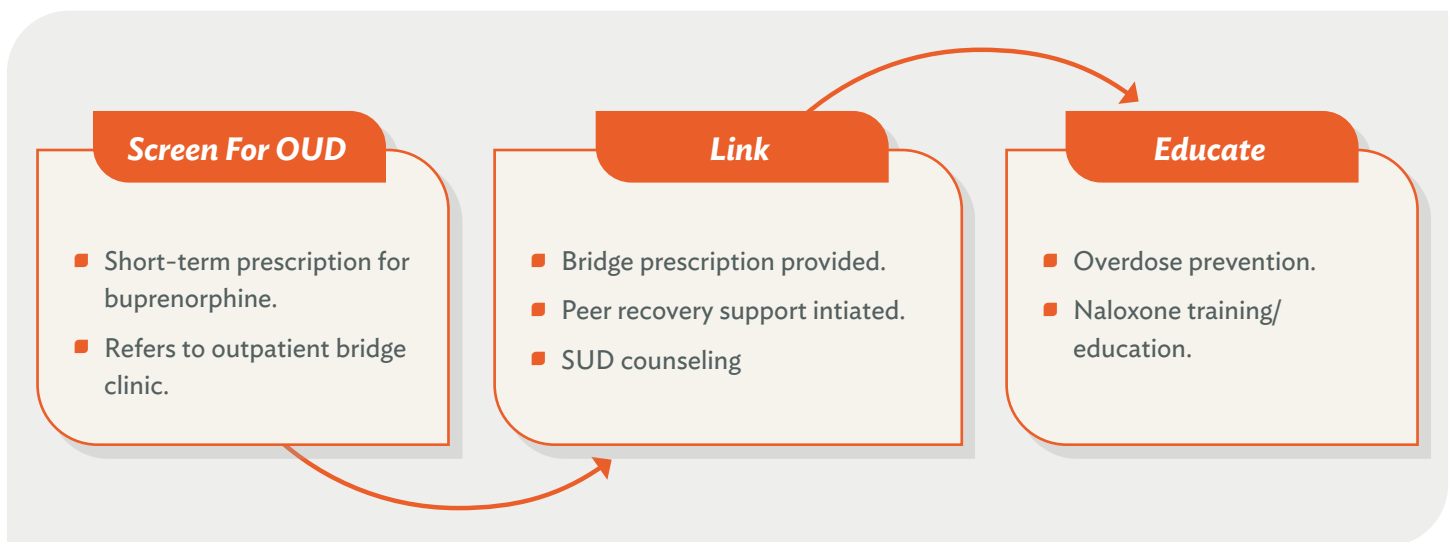 Screen For OUD
Short-term prescription for
buprenorphine.
Refers to outpatient bridge
clinic.
Link
Bridge prescription provided.
Peer recovery support intiated.
SUD counseling
Educate
Overdose prevention.
Naloxone training/
education.